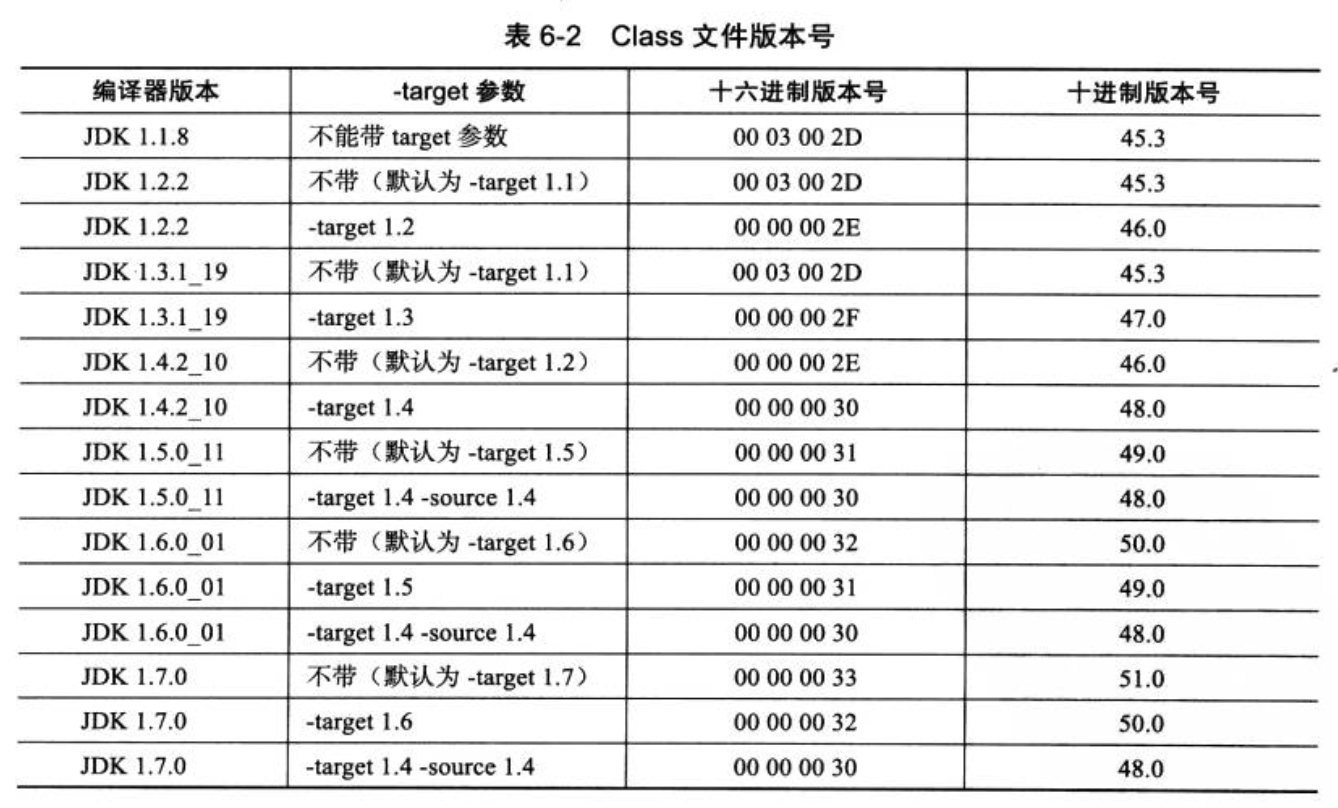 表 6-2 Class 文件版本号
编译器版本 -target 参数 十六进制版本号 十进制版本号
JDK 1.1.8 不能带 target 参数 00 03 00 2D 45.3
JDK 1.2.2 不带（默认为 -target 1.1） 00 03 00 2D 45.3
JDK 1.2.2 -target 1.2 00 00 00 2E 46.0
JDK 1.3.1_19 不带（默认为 -target 1.1） 00 03 00 2D 45.3
JDK 1.3.1_19 -target 1.3 00 00 00 2F 47.0
JDK 1.4.2_10 不带（默认为 -target 1.2） 00 00 00 2E 46.0
JDK 1.4.2_10 -target 1.4 00 00 00 30 48.0
JDK 1.5.0_11 不带（默认为 -target 1.5） 00 00 00 31 49.0
JDK 1.5.0_11 -target 1.4 -source 1.4 00 00 00 30 48.0
JDK 1.6.0_01 不带（默认为 -target 1.6） 00 00 00 32 50.0
JDK 1.6.0_01 -target 1.5 00 00 00 31 49.0
JDK 1.6.0_01 -target 1.4 -source 1.4 00 00 00 30 48.0
JDK 1.7.0 不带（默认为 -target 1.7） 00 00 00 33 51.0
JDK 1.7.0 -target 1.6 00 00 00 32 50.0
JDK 1.7.0 -target 1.4 -source 1.4 00 00 00 30 48.0